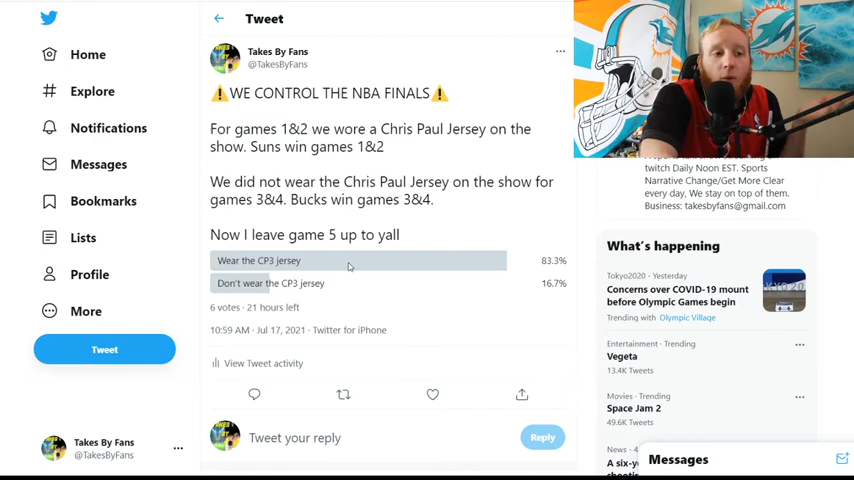 Home
Explore
Notifications
Messages
Bookmarks
Lists
Profile
More
Tweet
Takes By Fans
@TakesByFans
Tweet
Takes By Fans
@TakesByFans
⚠️WE CONTROL THE NBA FINALS⚠️
For games 1&2 we wore a Chris Paul Jersey on the
show. Suns win games 1&2
We did not wear the Chris Paul Jersey on the show for
games 3&4. Bucks win games 3&4.
Now I leave game 5 up to yall
Wear the CP3 jersey 83.3%
Don't wear the CP3 jersey 16.7%
6 votes · 21 hours left
10:59 AM · Jul 17, 2021 · Twitter for iPhone
View Tweet activity
Tweet your reply
Reply
twitch Daily Noon EST. Sports
Narrative Change/Get More Clear
every day, We stay on top of them.
Business: takesbyfans@gmail.com
What's happening
Tokyo2020 · Yesterday
Concerns over COVID-19 mount
before Olympic Games begin
Trending with Olympic Village
Entertainment · Trending
Vegeta
13.4K Tweets
Movies · Trending
Space Jam 2
49.6K Tweets
News · 4
A six-y
Messages